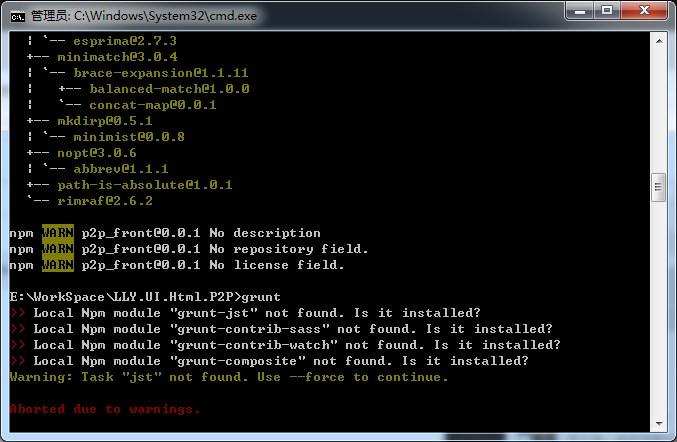 管理员: C:\Windows\System32\cmd.exe
¦ `-- esprima@2.7.3
+-- minimatch@3.0.4
¦ `-- brace-expansion@1.1.11
¦   +-- balanced-match@1.0.0
¦   `-- concat-map@0.0.1
+-- mkdirp@0.5.1
¦ `-- minimist@0.0.8
+-- nopt@3.0.6
¦ `-- abbrev@1.1.1
+-- path-is-absolute@1.0.1
`-- rimraf@2.6.2
npm WARN p2p_front@0.0.1 No description
npm WARN p2p_front@0.0.1 No repository field.
npm WARN p2p_front@0.0.1 No license field.
E:\WorkSpace\LLY.UI.Html.P2P>grunt
>> Local Npm module "grunt-jst" not found. Is it installed?
>> Local Npm module "grunt-contrib-sass" not found. Is it installed?
>> Local Npm module "grunt-contrib-watch" not found. Is it installed?
>> Local Npm module "grunt-composite" not found. Is it installed?
Warning: Task "jst" not found. Use --force to continue.
Aborted due to warnings.